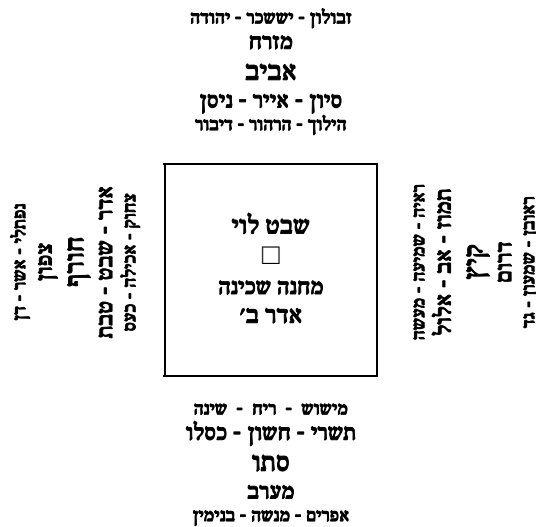 זבולון - יששכר - יהודה
מזרח
אביב
סיון - אייר - ניסן
הילוך - הרהור - דיבור
ראובן - שמעון - גד
דרום
קיץ
תמוז - אב - אלול
ראיה - שמיעה - מעשה
שבט לוי
מחנה שכינה
אדר ב׳
צחוק - אכילה - כעס
אדר - שבט - טבת
חורף
צפון
נפתלי - אשר - דן
מישוש - ריח - שינה
תשרי - חשון - כסלו
סתו
מערב
אפרים - מנשה - בנימין